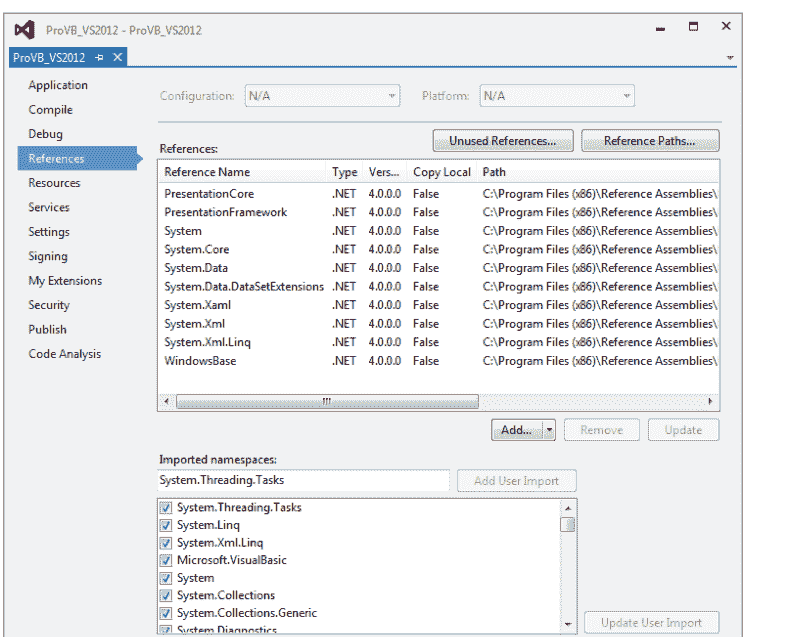 ProVB_VS2012 - ProVB_VS2012
ProVB_VS2012
Application
Compile
Debug
References
Resources
Services
Settings
Signing
My Extensions
Security
Publish
Code Analysis
Configuration: N/A Platform: N/A
Unused References... Reference Paths...
References:
Reference Name Type Vers... Copy Local Path
PresentationCore .NET 4.0.0.0 False C:\Program Files (x86)\Reference Assemblies\
PresentationFramework .NET 4.0.0.0 False C:\Program Files (x86)\Reference Assemblies\
System .NET 4.0.0.0 False C:\Program Files (x86)\Reference Assemblies\
System.Core .NET 4.0.0.0 False C:\Program Files (x86)\Reference Assemblies\
System.Data .NET 4.0.0.0 False C:\Program Files (x86)\Reference Assemblies\
System.Data.DataSetExtensions .NET 4.0.0.0 False C:\Program Files (x86)\Reference Assemblies\
System.Xaml .NET 4.0.0.0 False C:\Program Files (x86)\Reference Assemblies\
System.Xml .NET 4.0.0.0 False C:\Program Files (x86)\Reference Assemblies\
System.Xml.Linq .NET 4.0.0.0 False C:\Program Files (x86)\Reference Assemblies\
WindowsBase .NET 4.0.0.0 False C:\Program Files (x86)\Reference Assemblies\
Add... Remove Update
Imported namespaces:
System.Threading.Tasks Add User Import
System.Threading.Tasks
System.Linq
System.Xml.Linq
Microsoft.VisualBasic
System
System.Collections
System.Collections.Generic
System.Diagnostics
Update User Import